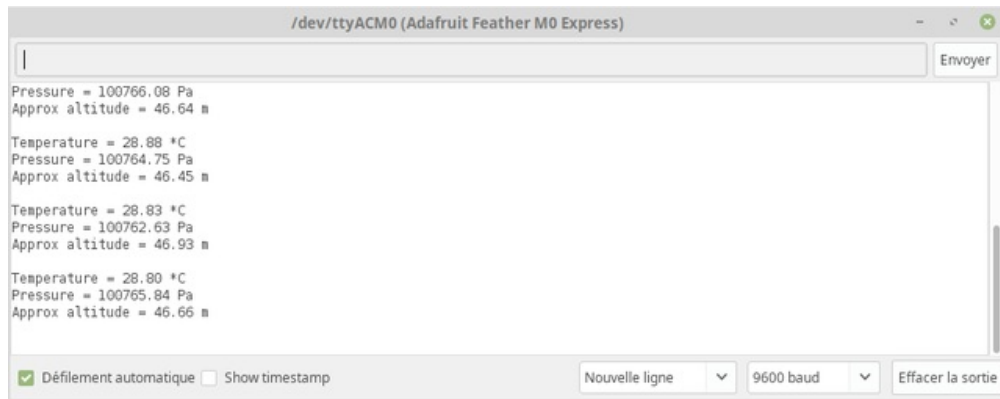 /dev/ttyACM0 (Adafruit Feather M0 Express)
Envoyer
Pressure = 100766.08 Pa
Approx altitude = 46.64 m
Temperature = 28.88 *C
Pressure = 100764.75 Pa
Approx altitude = 46.45 m
Temperature = 28.83 *C
Pressure = 100762.63 Pa
Approx altitude = 46.93 m
Temperature = 28.80 *C
Pressure = 100765.84 Pa
Approx altitude = 46.66 m
Défilement automatique Show timestamp Nouvelle ligne 9600 baud Effacer la sortie